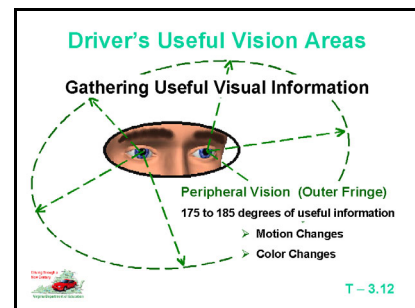 Driver's Useful Vision Areas
Gathering Useful Visual Information
Peripheral Vision (Outer Fringe)
175 to 185 degrees of useful information
➢ Motion Changes
➢ Color Changes
T – 3.12